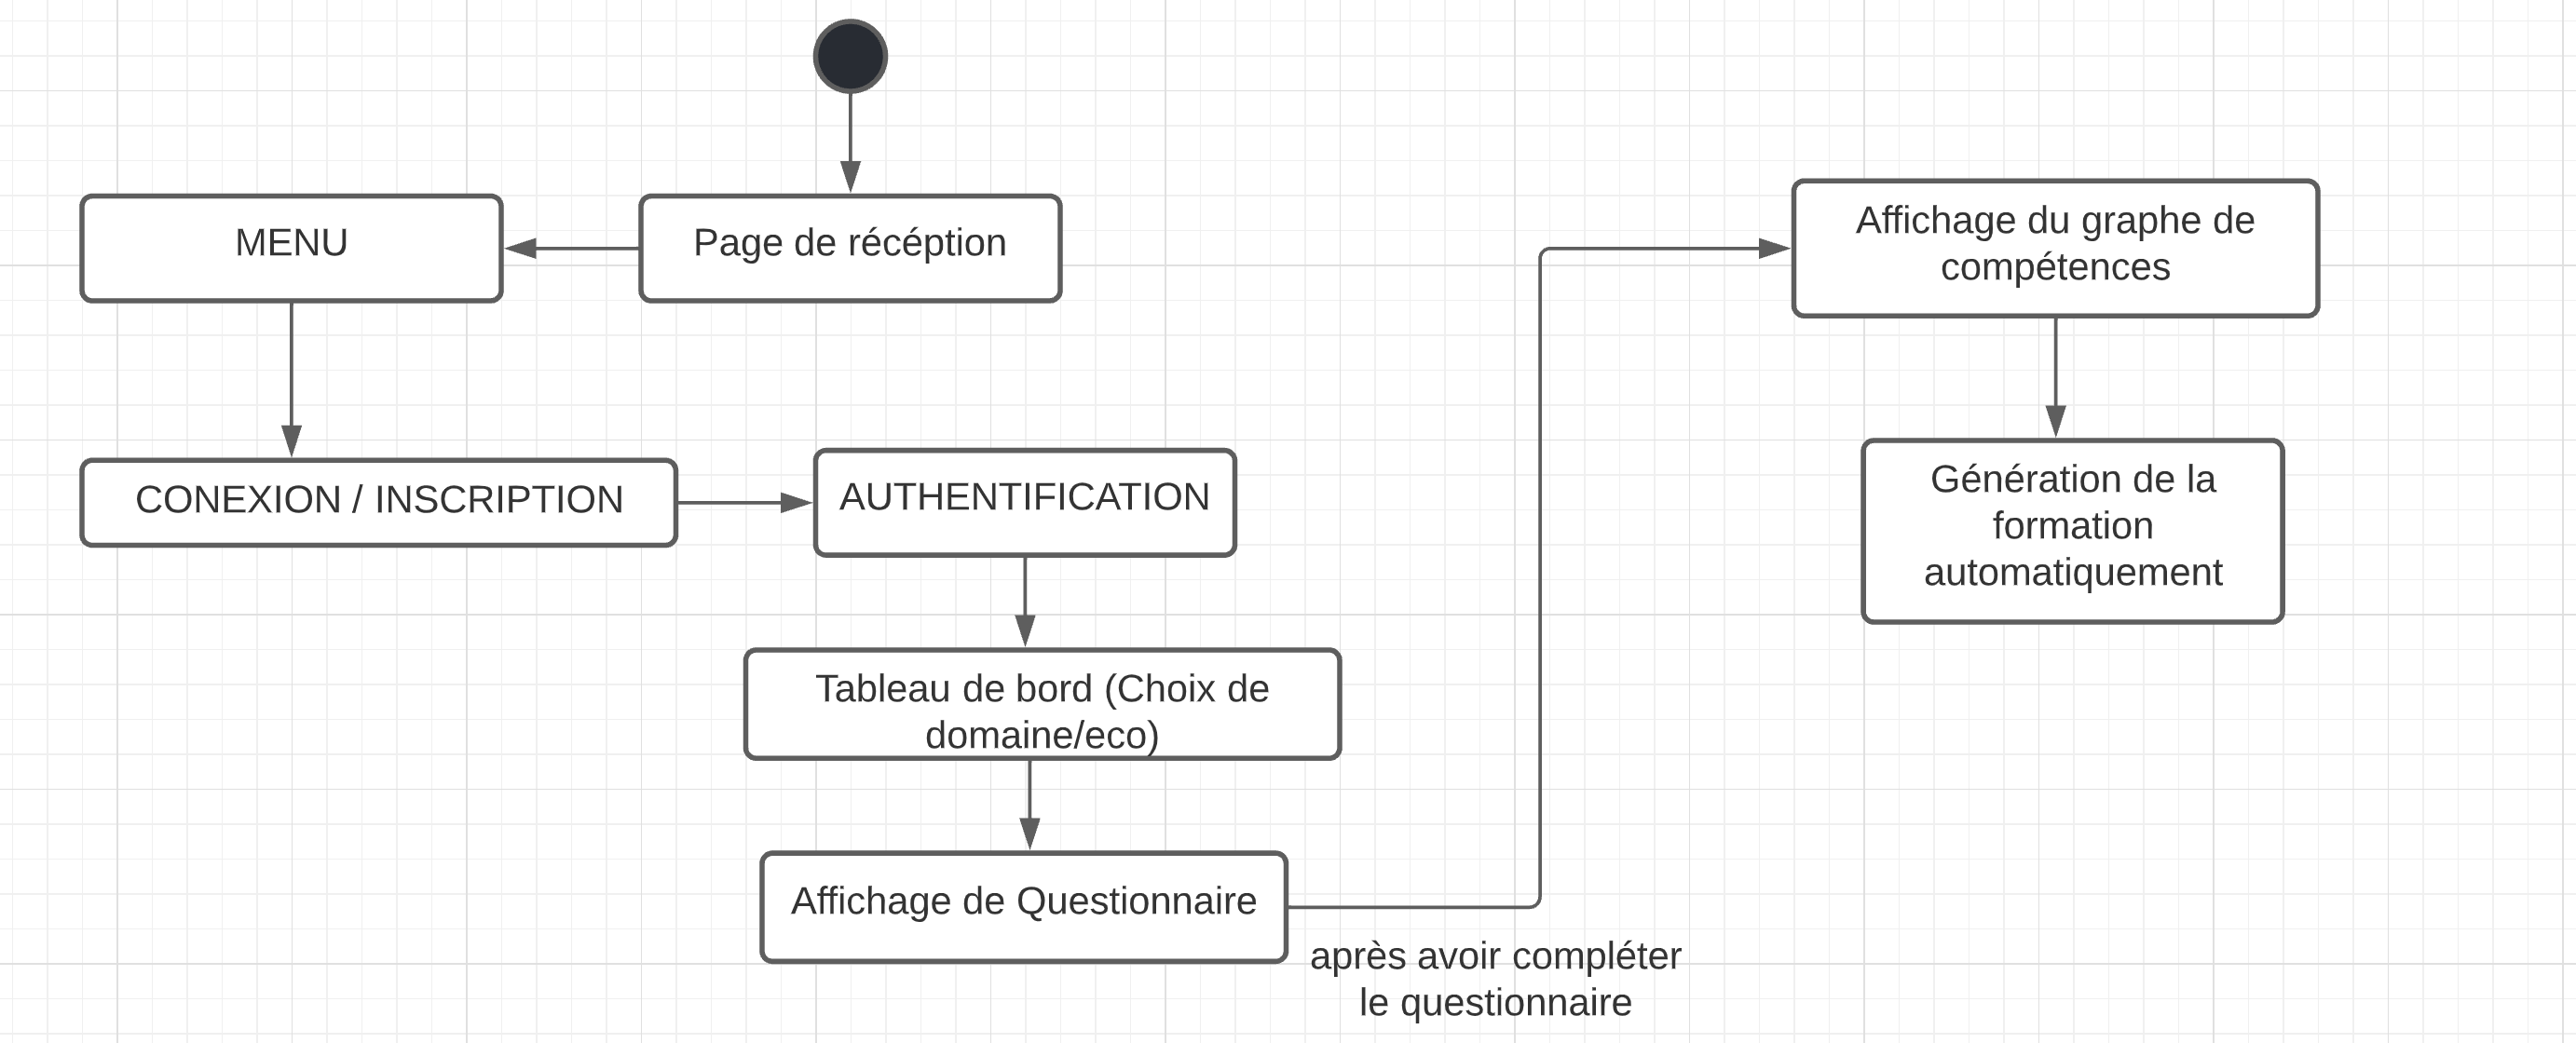 MENU
Page de récéption
Affichage du graphe de
compétences
CONEXION / INSCRIPTION
AUTHENTIFICATION
Génération de la
formation
automatiquement
Tableau de bord (Choix de
domaine/eco)
Affichage de Questionnaire
après avoir compléter
le questionnaire